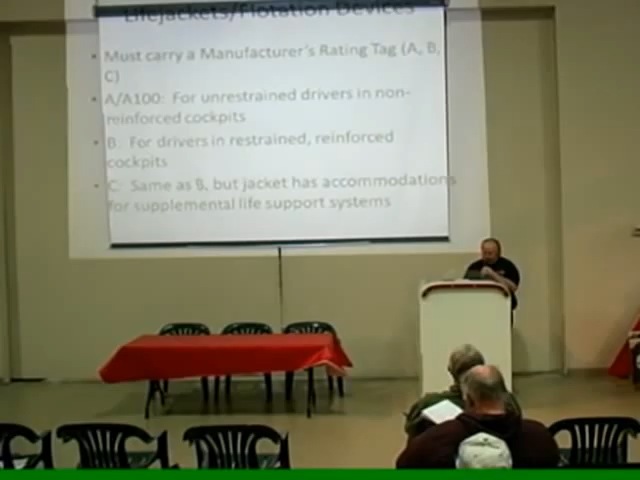 Lifejackets/Flotation Devices
• Must carry a Manufacturer's Rating Tag (A, B,
C)
• A/A100: For unrestrained drivers in non-
reinforced cockpits
• B: For drivers in restrained, reinforced
cockpits
• C: Same as B, but jacket has accommodations
for supplemental life support systems